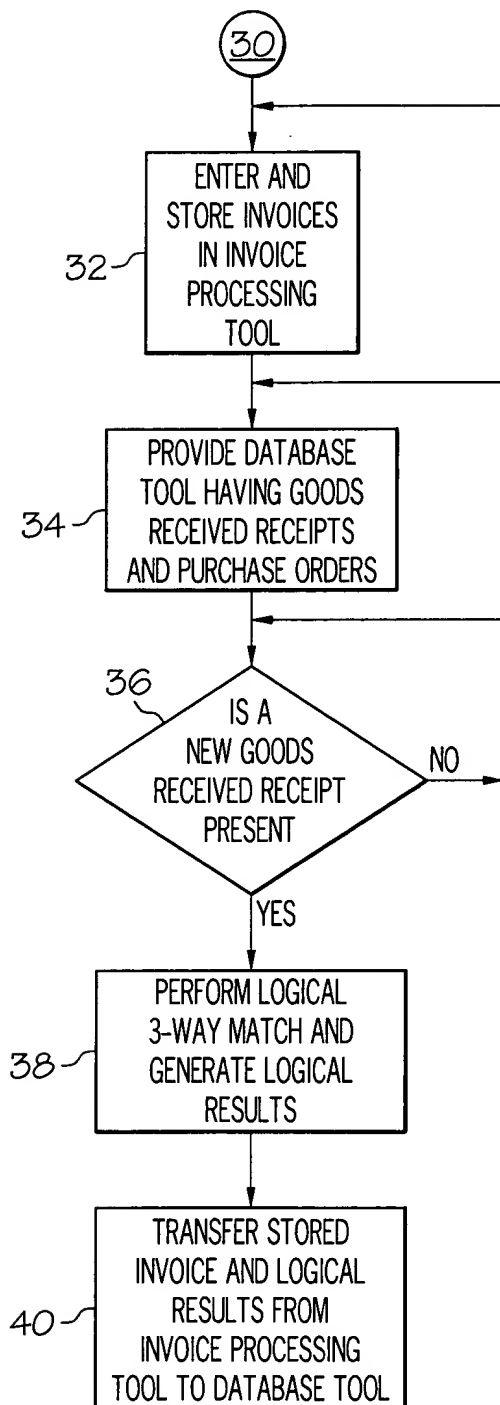 30
ENTER AND
STORE INVOICES
IN INVOICE
PROCESSING
TOOL
32
PROVIDE DATABASE
TOOL HAVING GOODS
RECEIVED RECEIPTS
AND PURCHASE ORDERS
34
36
IS A
NEW GOODS
RECEIVED RECEIPT
PRESENT
NO
YES
PERFORM LOGICAL
3-WAY MATCH AND
GENERATE LOGICAL
RESULTS
38
TRANSFER STORED
INVOICE AND LOGICAL
RESULTS FROM
INVOICE PROCESSING
TOOL TO DATABASE TOOL
40